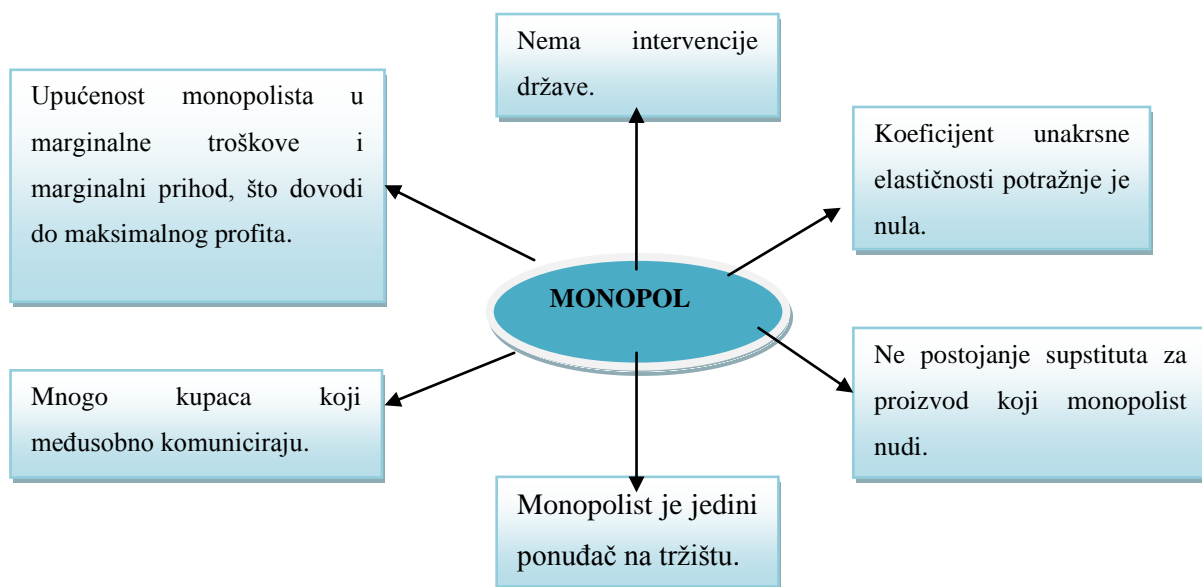 Nema intervencije
države.
Upućenost monopolista u
marginalne troškove i
marginalni prihod, što dovodi
do maksimalnog profita.
Koeficijent unakrsne
elastičnosti potražnje je
nula.
MONOPOL
Mnogo kupaca koji
međusobno komuniciraju.
Ne postojanje supstituta za
proizvod koji monopolist
nudi.
Monopolist je jedini
ponuđač na tržištu.